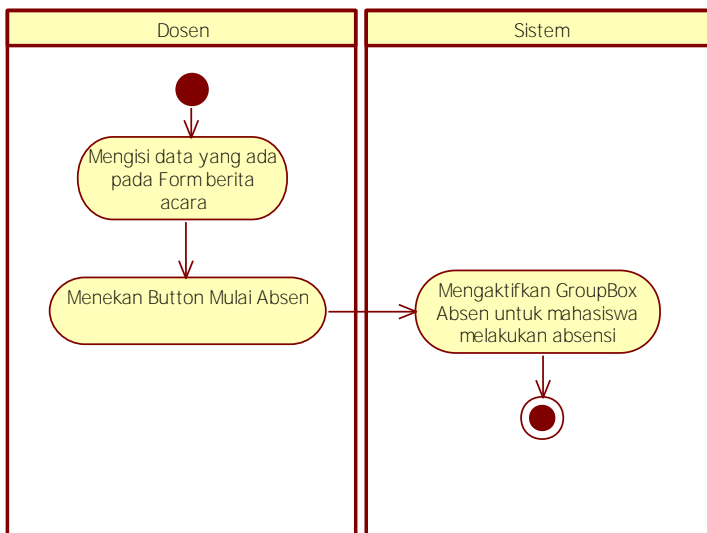 Dosen
Sistem
Mengisi data yang ada
pada Form berita
acara
Menekan Button Mulai Absen
Mengaktifkan GroupBox
Absen untuk mahasiswa
melakukan absensi